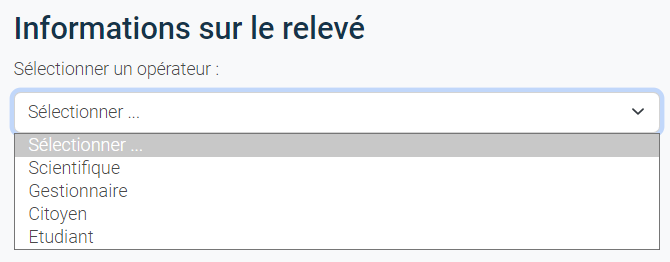 Informations sur le relevé
Sélectionner un opérateur :
Sélectionner ...
Sélectionner ...
Scientifique
Gestionnaire
Citoyen
Etudiant